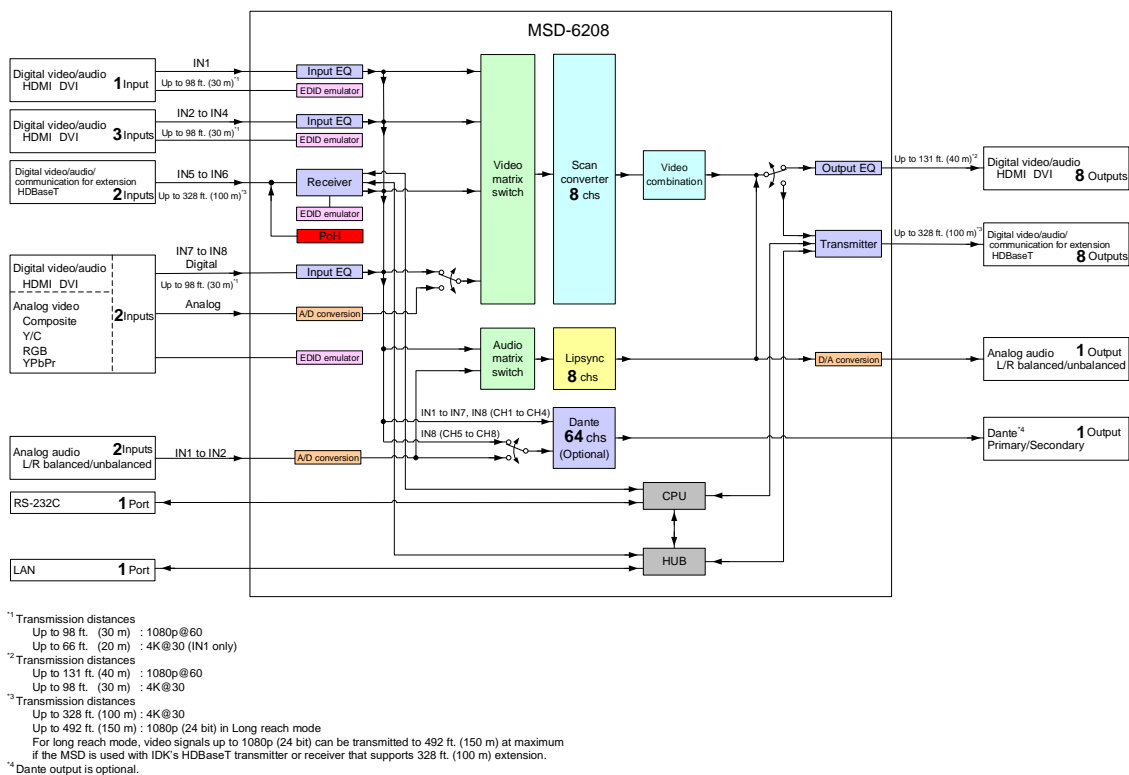 MSD-6208
Digital video/audio
HDMI DVI
1 Input
IN1
Up to 98 ft. (30 m)*1
Input EQ
EDID emulator
Digital video/audio
HDMI DVI
3 Inputs
IN2 to IN4
Up to 98 ft. (30 m)*1
Input EQ
EDID emulator
Digital video/audio/
communication for extension
HDBaseT
2 Inputs
IN5 to IN6
Up to 328 ft. (100 m)*3
Receiver
EDID emulator
PoH
Digital video/audio
HDMI DVI
Analog video
Composite
Y/C
RGB
YPbPr
2 Inputs
IN7 to IN8
Digital
Up to 98 ft. (30 m)*1
Analog
Input EQ
A/D conversion
EDID emulator
Video
matrix
switch
Scan
converter
8 chs
Video
combination
Output EQ
Transmitter
Up to 131 ft. (40 m)*2
Digital video/audio
HDMI DVI
8 Outputs
Up to 328 ft. (100 m)*3
Digital video/audio/
communication for extension
HDBaseT
8 Outputs
Audio
matrix
switch
Lipsync
8 chs
D/A conversion
Analog audio 1 Output
L/R balanced/unbalanced
IN1 to IN7, IN8 (CH1 to CH4)
IN8 (CH5 to CH8)
Dante
64 chs
(Optional)
Dante*4 1 Output
Primary/Secondary
Analog audio 2 Inputs
L/R balanced/unbalanced
IN1 to IN2
A/D conversion
RS-232C 1 Port
CPU
LAN 1 Port
HUB
*1 Transmission distances
Up to 98 ft. (30 m) : 1080p@60
Up to 66 ft. (20 m) : 4K@30 (IN1 only)
*2 Transmission distances
Up to 131 ft. (40 m) : 1080p@60
Up to 98 ft. (30 m) : 4K@30
*3 Transmission distances
Up to 328 ft. (100 m) : 4K@30
Up to 492 ft. (150 m) : 1080p (24 bit) in Long reach mode
For long reach mode, video signals up to 1080p (24 bit) can be transmitted to 492 ft. (150 m) at maximum
if the MSD is used with IDK's HDBaseT transmitter or receiver that supports 328 ft. (100 m) extension.
*4 Dante output is optional.